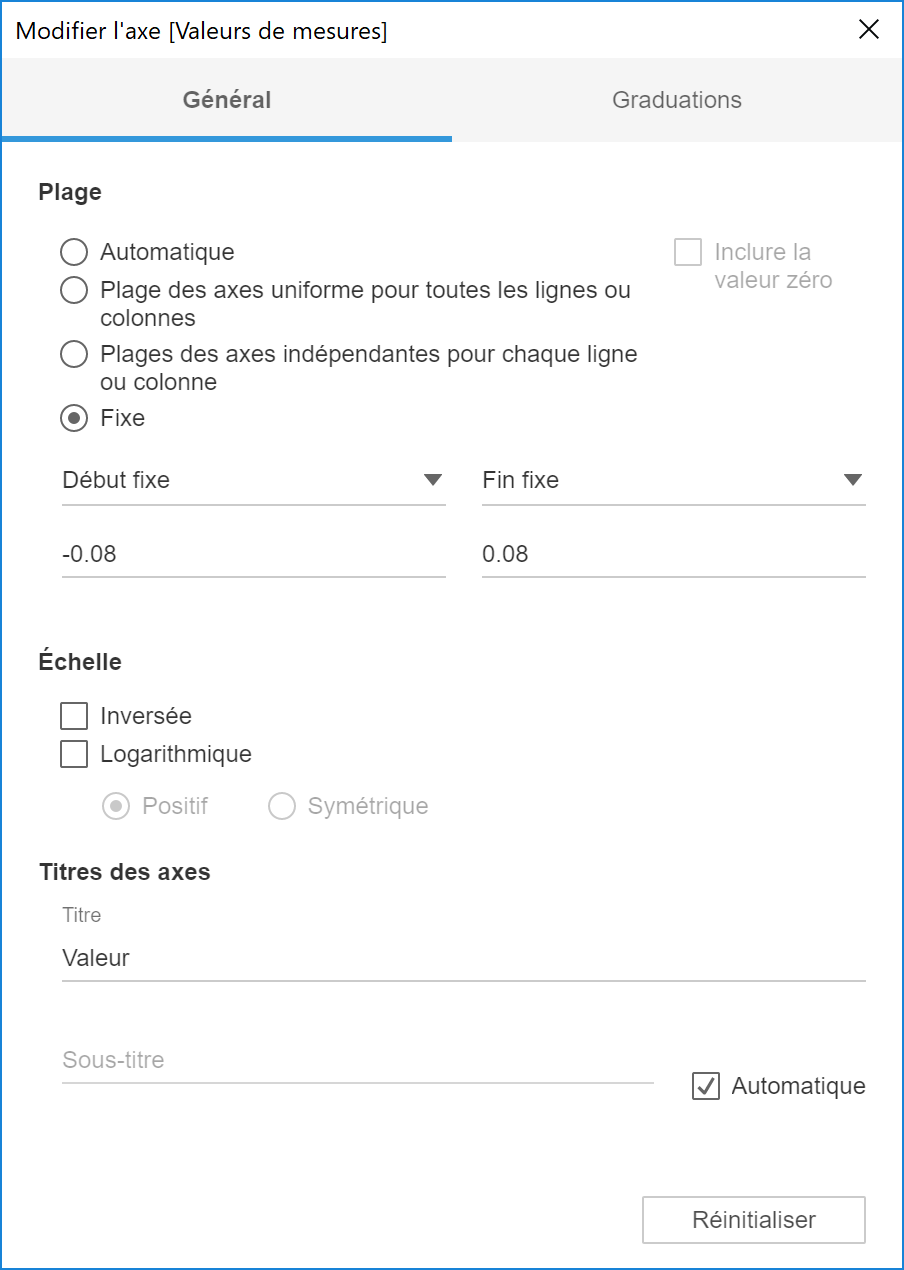 Modifier l'axe [Valeurs de mesures]
Général
Graduations
Plage
Automatique
Inclure la
valeur zéro
Plage des axes uniforme pour toutes les lignes ou
colonnes
Plages des axes indépendantes pour chaque ligne
ou colonne
Fixe
Début fixe
Fin fixe
-0.08
0.08
Échelle
Inversée
Logarithmique
Positif
Symétrique
Titres des axes
Titre
Valeur
Sous-titre
Automatique
Réinitialiser